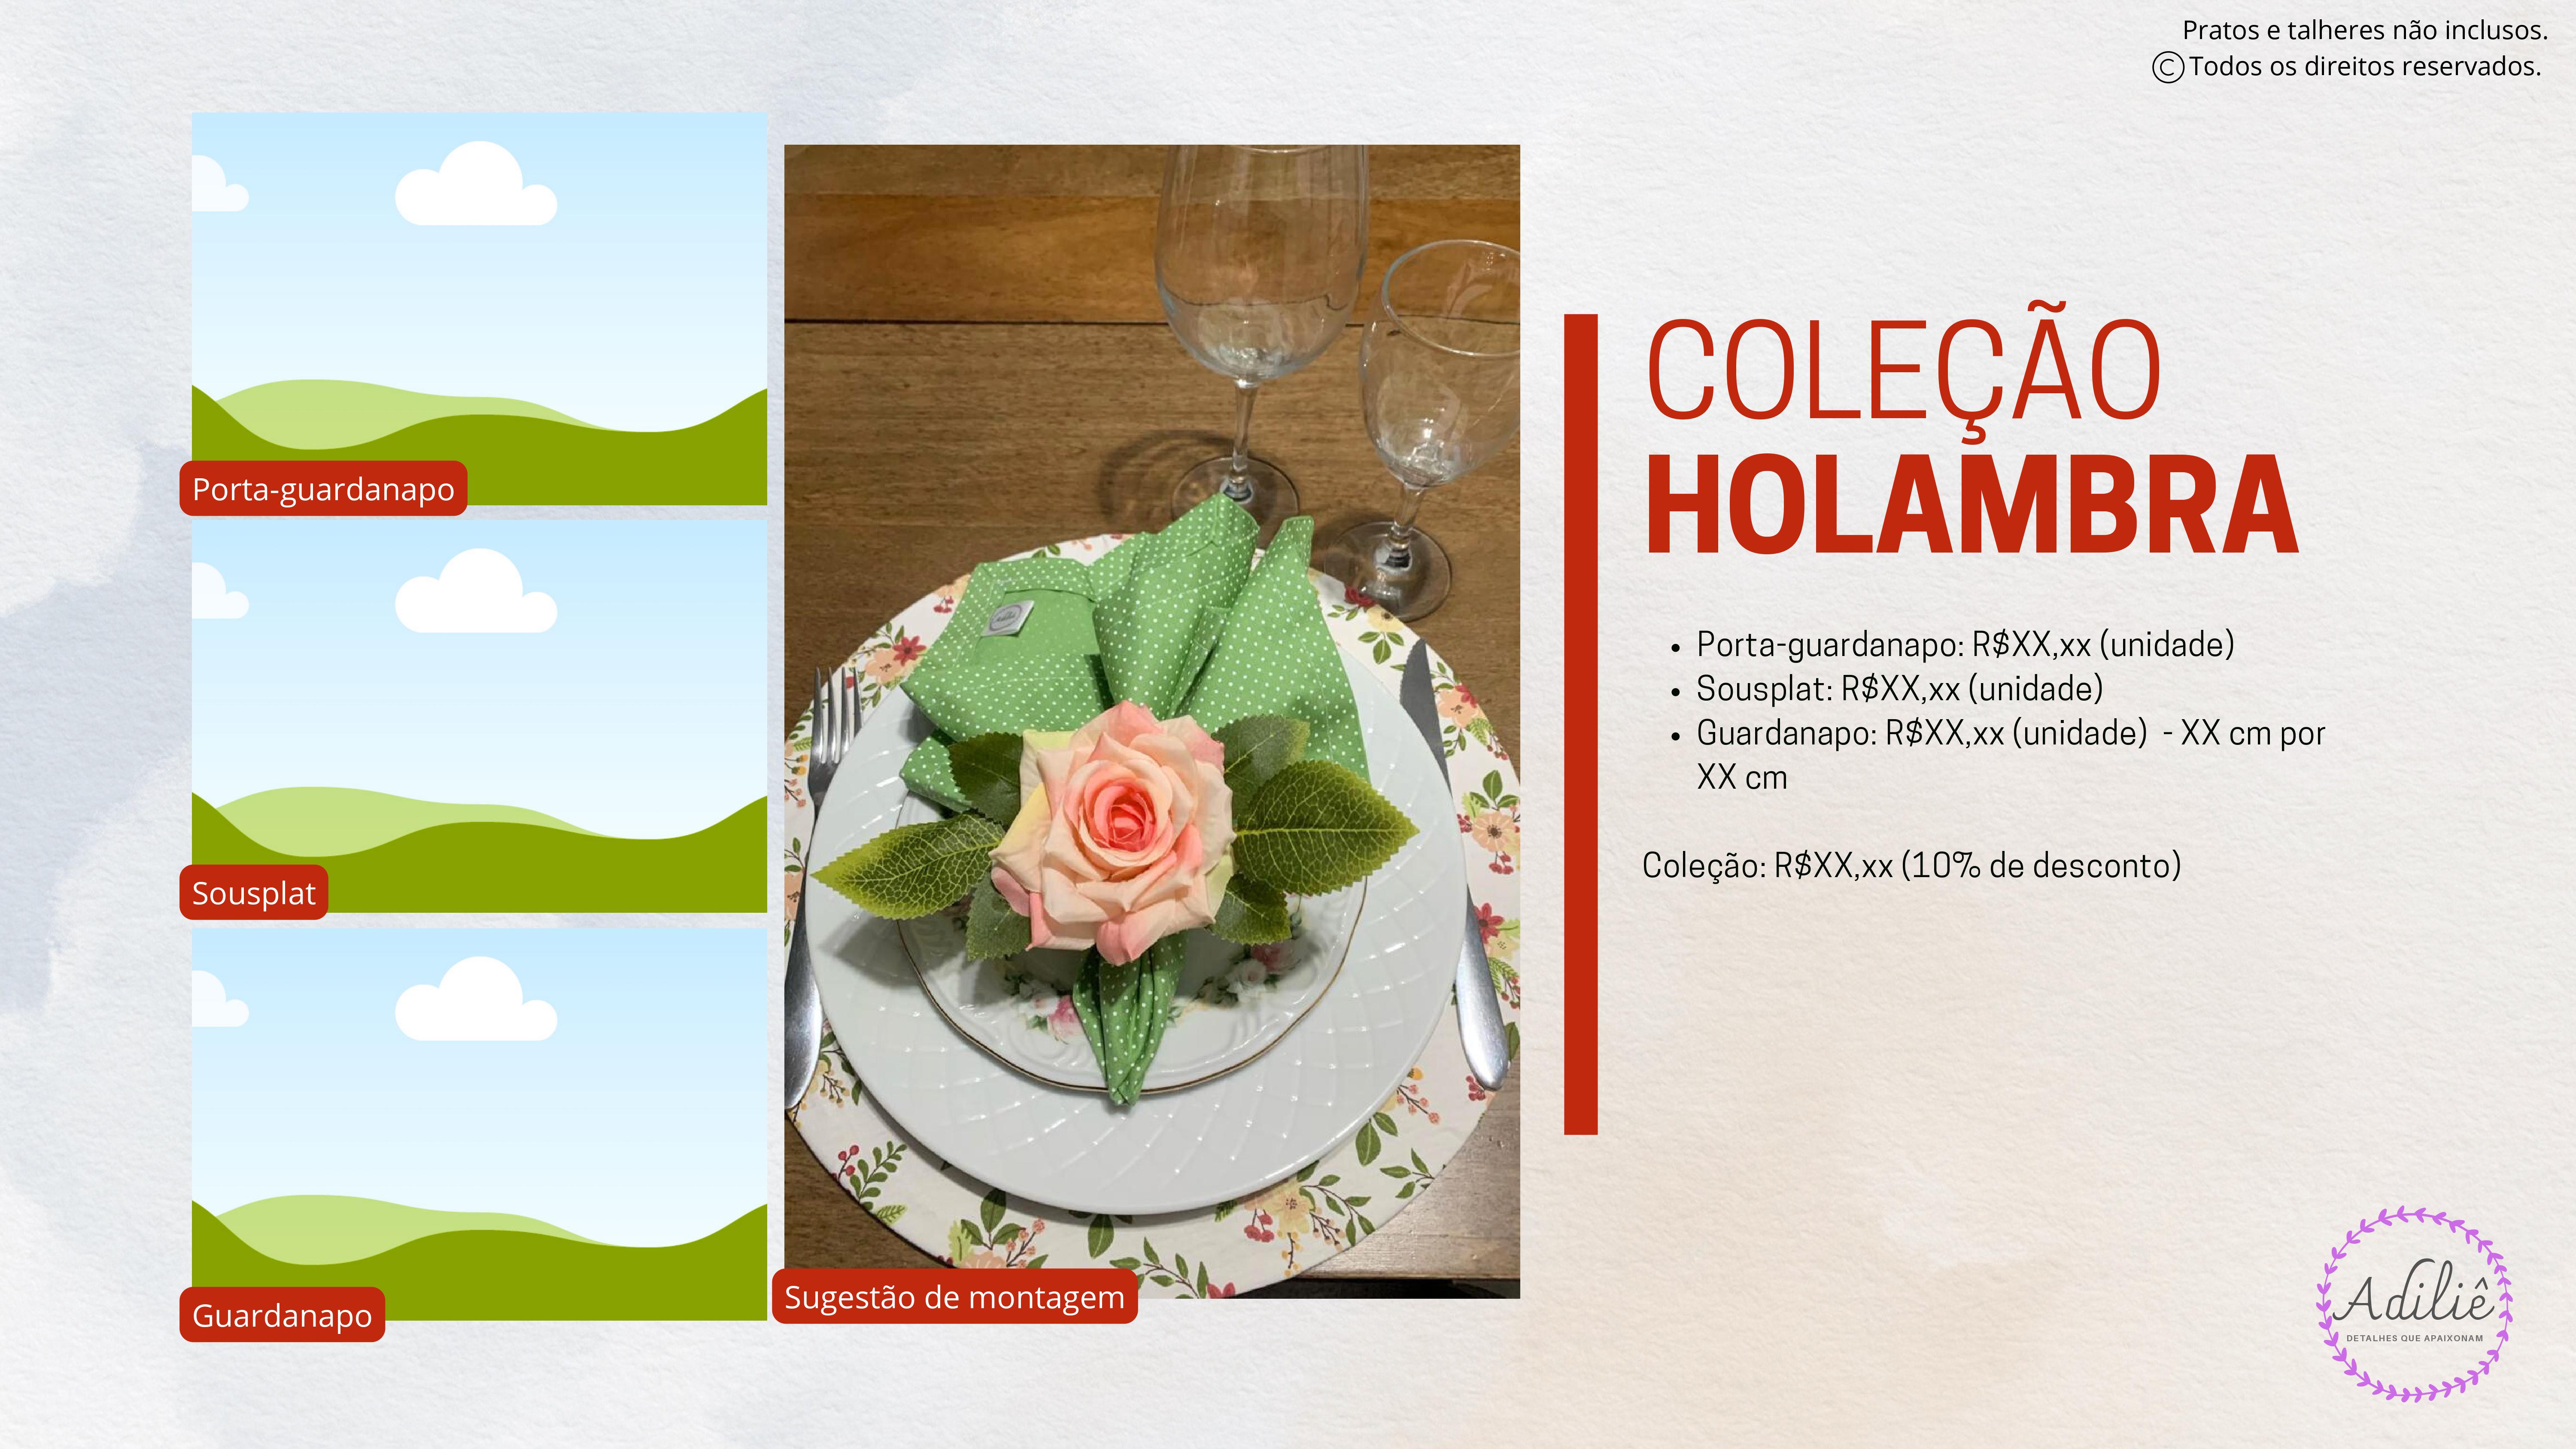 Pratos e talheres não inclusos.
© Todos os direitos reservados.
Porta-guardanapo
Sousplat
Guardanapo
Adiliê
Sugestão de montagem
COLEÇÃO
HOLAMBRA
• Porta-guardanapo: R$XX,xx (unidade)
• Sousplat: R$XX,xx (unidade)
• Guardanapo: R$XX,xx (unidade) - XX cm por
XX cm
Coleção: R$XX,xx (10% de desconto)
Adiliê
DETALHES QUE APAIXONAM